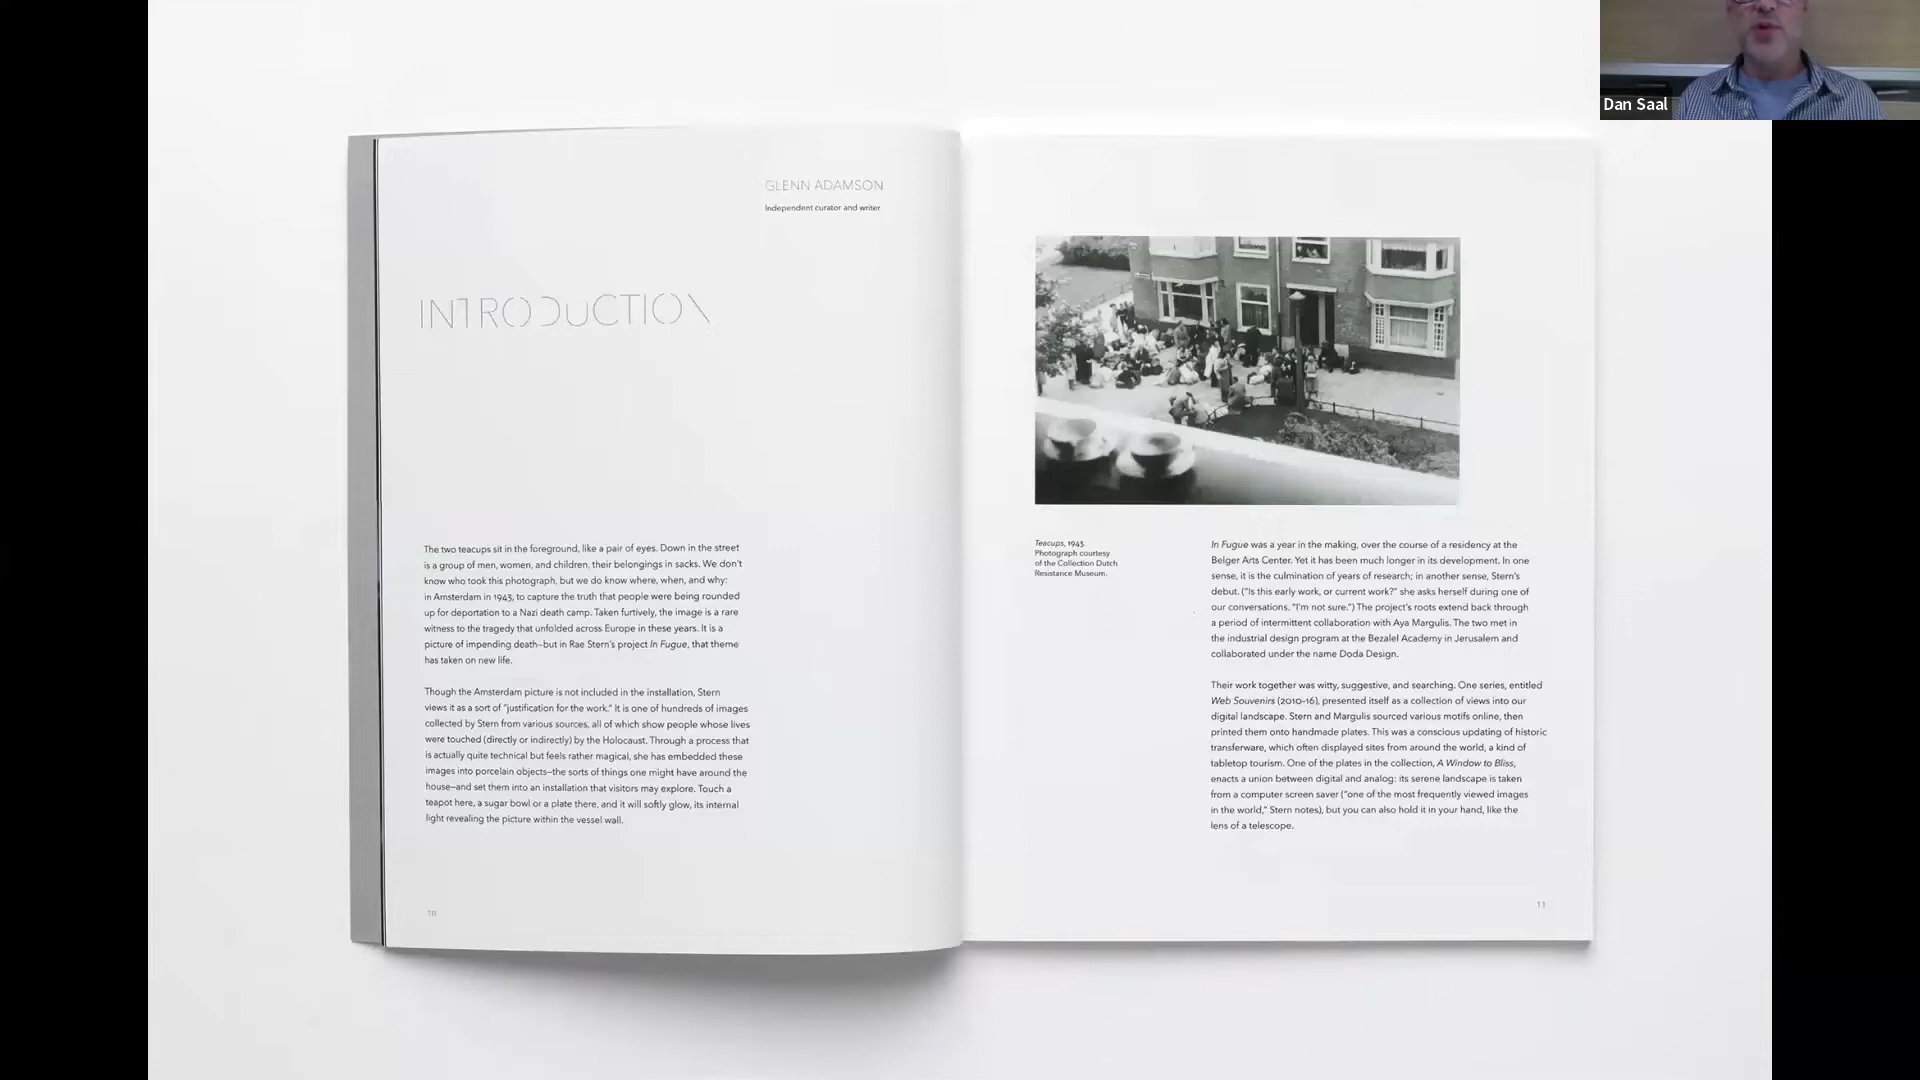 Dan Saal
GLENN ADAMSON
Independent curator and writer
INTRODUCTION
The two teacups sit in the foreground, like a pair of eyes. Down in the street
is a group of men, women, and children, their belongings in sacks. We don't
know who took this photograph, but we do know where, when, and why:
in Amsterdam in 1943, to capture the truth that people were being rounded
up for deportation to a Nazi death camp. Taken furtively, the image is a rare
witness to the tragedy that unfolded across Europe in these years. It is a
picture of impending death—but in Rae Stern's project In Fugue, that theme
has taken on new life.
Though the Amsterdam picture is not included in the installation, Stern
views it as a sort of "justification for the work." It is one of hundreds of images
collected by Stern from various sources, all of which show people whose lives
were touched (directly or indirectly) by the Holocaust. Through a process that
is actually quite technical but feels rather magical, she has embedded these
images into porcelain objects—the sorts of things one might have around the
house—and set them into an installation that visitors may explore. Touch a
teapot here, a sugar bowl or a plate there, and it will softly glow, its internal
light revealing the picture within the vessel wall.
10
Teacups, 1943.
Photograph courtesy
of the Collection Dutch
Resistance Museum.
In Fugue was a year in the making, over the course of a residency at the
Belger Arts Center. Yet it has been much longer in its development. In one
sense, it is the culmination of years of research; in another sense, Stern's
debut. ("Is this early work, or current work?" she asks herself during one of
our conversations. "I'm not sure.") The project's roots extend back through
a period of intermittent collaboration with Aya Margulis. The two met in
the industrial design program at the Bezalel Academy in Jerusalem and
collaborated under the name Doda Design.
Their work together was witty, suggestive, and searching. One series, entitled
Web Souvenirs (2010–16), presented itself as a collection of views into our
digital landscape. Stern and Margulis sourced various motifs online, then
printed them onto handmade plates. This was a conscious updating of historic
transferware, which often displayed sites from around the world, a kind of
tabletop tourism. One of the plates in the collection, A Window to Bliss,
enacts a union between digital and analog: its serene landscape is taken
from a computer screen saver ("one of the most frequently viewed images
in the world," Stern notes), but you can also hold it in your hand, like the
lens of a telescope.
11